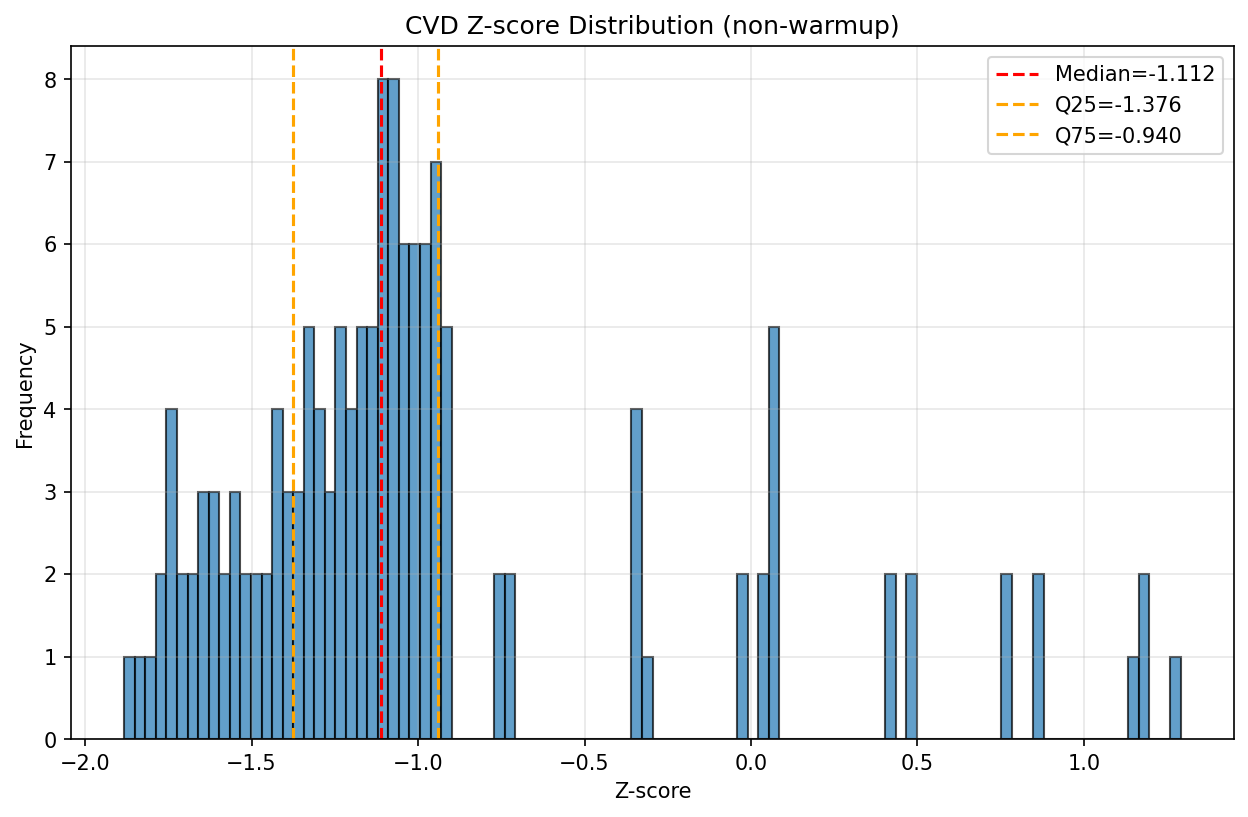 CVD Z-score Distribution (non-warmup)
Median=-1.112
Q25=-1.376
Q75=-0.940
8
7
6
5
4
3
2
1
0
Frequency
−2.0 −1.5 −1.0 −0.5 0.0 0.5 1.0
Z-score